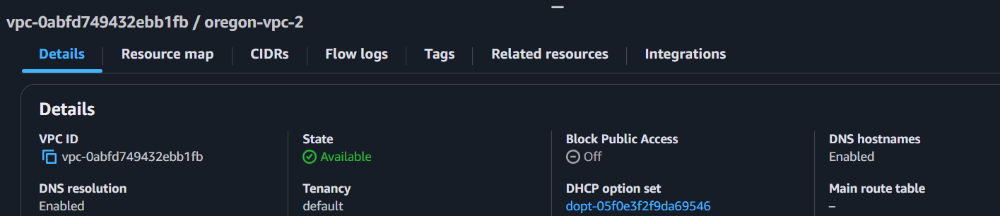 vpc-0abfd749432ebb1fb / oregon-vpc-2
Details Resource map CIDRs Flow logs Tags Related resources Integrations
Details
VPC ID State Block Public Access DNS hostnames
vpc-0abfd749432ebb1fb Available Off Enabled
DNS resolution Tenancy DHCP option set Main route table
Enabled default dopt-05f0e3f2f9da69546 –